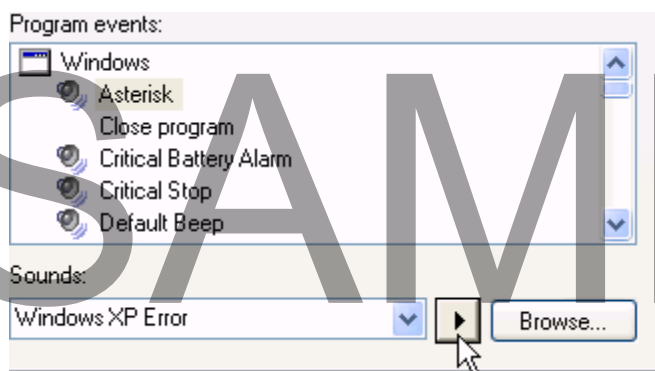 Program events:
Windows
Asterisk
Close program
Critical Battery Alarm
Critical Stop
Default Beep
Sounds:
Windows XP Error
Browse...
SAM